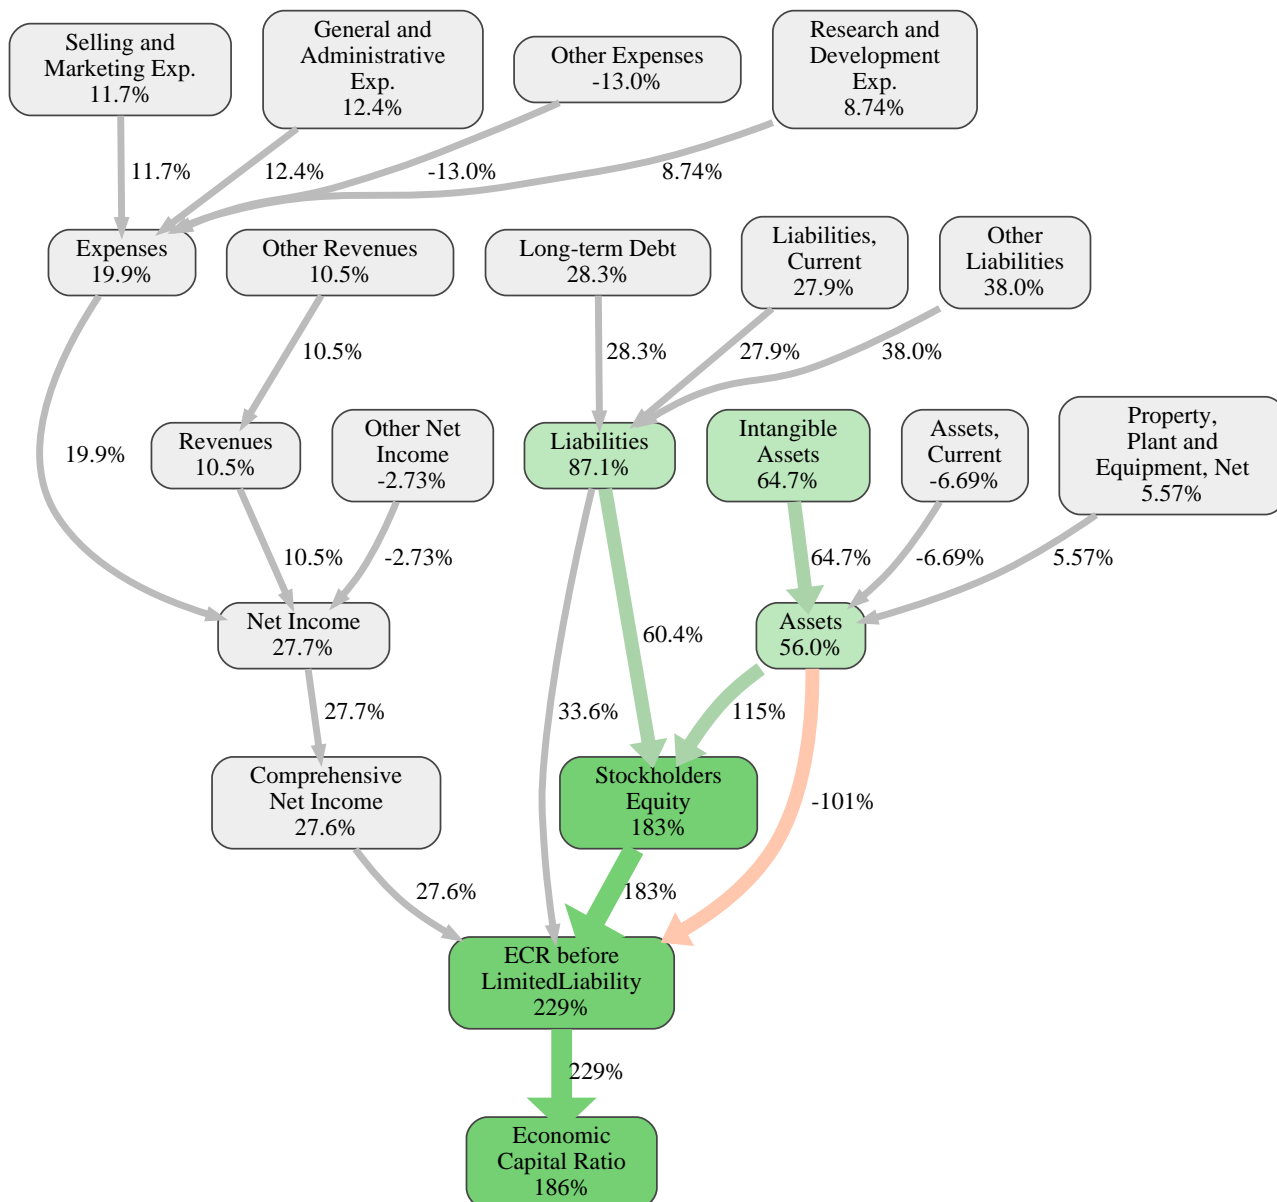 Selling and
Marketing Exp.
11.7%
General and
Administrative
Exp.
12.4%
Other Expenses
-13.0%
Research and
Development
Exp.
8.74%
11.7%
12.4%
-13.0%
8.74%
Expenses
19.9%
Other Revenues
10.5%
Long-term Debt
28.3%
Liabilities,
Current
27.9%
Other
Liabilities
38.0%
10.5%
28.3%
27.9%
38.0%
19.9%
Revenues
10.5%
Other Net
Income
-2.73%
Liabilities
87.1%
Intangible
Assets
64.7%
Assets,
Current
-6.69%
Property,
Plant and
Equipment, Net
5.57%
10.5%
-2.73%
64.7%
-6.69%
5.57%
Net Income
27.7%
60.4%
Assets
56.0%
27.7%
33.6%
115%
Comprehensive
Net Income
27.6%
Stockholders
Equity
183%
-101%
27.6%
183%
ECR before
LimitedLiability
229%
229%
Economic
Capital Ratio
186%